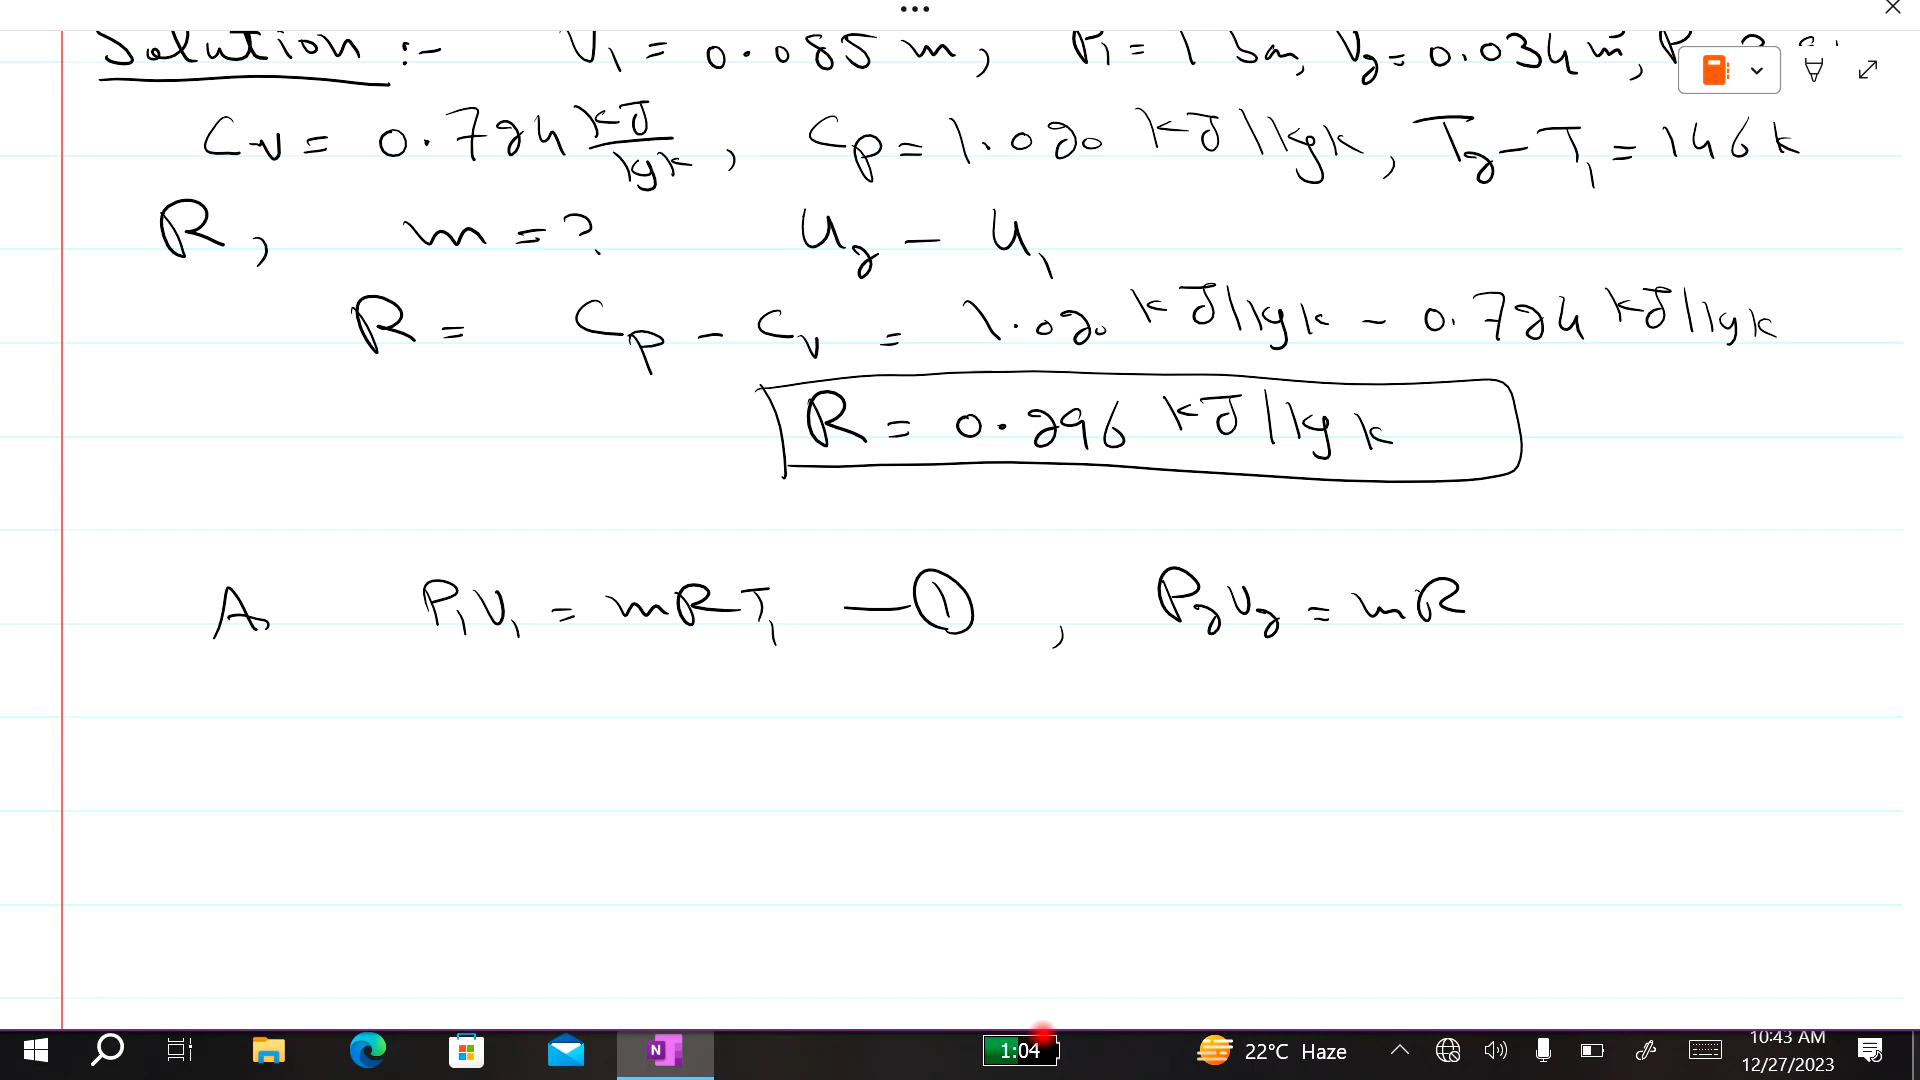 Solution :- V₁ = 0.085 m, P₁ = 1 bar, V₂ = 0.034 m,
Cv = 0.724 kJ/kgk, Cp = 1.020 kJ/kgk, T₂ - T₁ = 146 k
R, m = ? U₂ - U₁
R = Cp - Cv = 1.020 kJ/kgk - 0.724 kJ/kgk
R = 0.296 kJ/kgk
As P₁V₁ = mRT₁ — ①, P₂V₂ = mR
1:04
22°C Haze
10:43 AM
12/27/2023